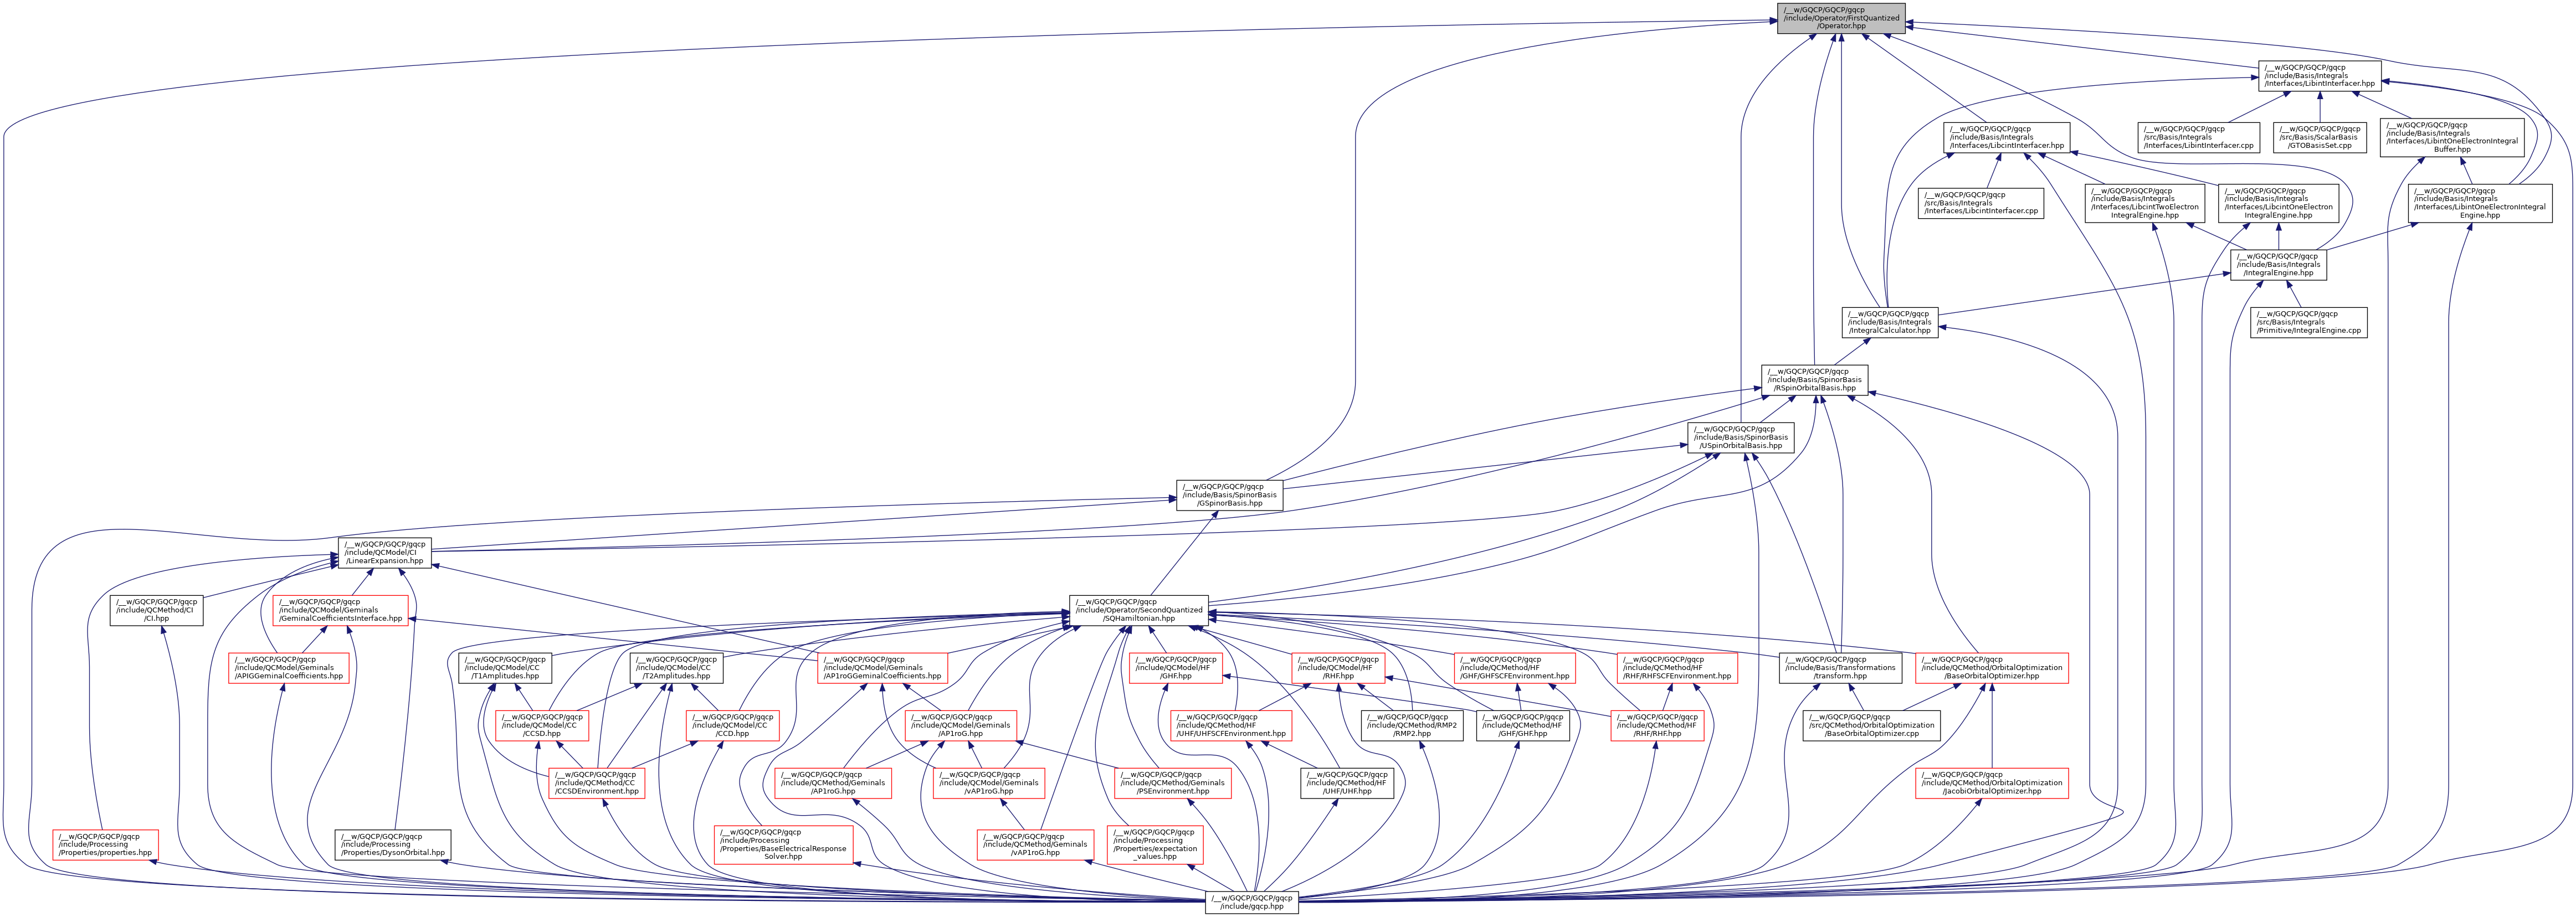 /__w/GQCP/GQCP/gqcp
/include/Operator/FirstQuantized
/Operator.hpp
/__w/GQCP/GQCP/gqcp
/include/Basis/Integrals
/Interfaces/LibintInterfacer.hpp
/__w/GQCP/GQCP/gqcp
/include/Basis/Integrals
/Interfaces/LibcintInterfacer.hpp
/__w/GQCP/GQCP/gqcp
/src/Basis/Integrals
/Interfaces/LibintInterfacer.cpp
/__w/GQCP/GQCP/gqcp
/src/Basis/ScalarBasis
/GTOBasisSet.cpp
/__w/GQCP/GQCP/gqcp
/include/Basis/Integrals
/Interfaces/LibintOneElectronIntegral
Buffer.hpp
/__w/GQCP/GQCP/gqcp
/src/Basis/Integrals
/Interfaces/LibcintInterfacer.cpp
/__w/GQCP/GQCP/gqcp
/include/Basis/Integrals
/Interfaces/LibcintTwoElectron
IntegralEngine.hpp
/__w/GQCP/GQCP/gqcp
/include/Basis/Integrals
/Interfaces/LibcintOneElectron
IntegralEngine.hpp
/__w/GQCP/GQCP/gqcp
/include/Basis/Integrals
/Interfaces/LibintOneElectronIntegral
Engine.hpp
/__w/GQCP/GQCP/gqcp
/include/Basis/Integrals
/IntegralEngine.hpp
/__w/GQCP/GQCP/gqcp
/include/Basis/Integrals
/IntegralCalculator.hpp
/__w/GQCP/GQCP/gqcp
/src/Basis/Integrals
/Primitive/IntegralEngine.cpp
/__w/GQCP/GQCP/gqcp
/include/Basis/SpinorBasis
/RSpinOrbitalBasis.hpp
/__w/GQCP/GQCP/gqcp
/include/Basis/SpinorBasis
/USpinOrbitalBasis.hpp
/__w/GQCP/GQCP/gqcp
/include/Basis/SpinorBasis
/GSpinorBasis.hpp
/__w/GQCP/GQCP/gqcp
/include/QCModel/CI
/LinearExpansion.hpp
/__w/GQCP/GQCP/gqcp
/include/QCMethod/CI
/CI.hpp
/__w/GQCP/GQCP/gqcp
/include/QCModel/Geminals
/GeminalCoefficientsInterface.hpp
/__w/GQCP/GQCP/gqcp
/include/Operator/SecondQuantized
/SQHamiltonian.hpp
/__w/GQCP/GQCP/gqcp
/include/QCModel/Geminals
/APIGGeminalCoefficients.hpp
/__w/GQCP/GQCP/gqcp
/include/QCModel/CC
/T1Amplitudes.hpp
/__w/GQCP/GQCP/gqcp
/include/QCModel/CC
/T2Amplitudes.hpp
/__w/GQCP/GQCP/gqcp
/include/QCModel/Geminals
/AP1roGGeminalCoefficients.hpp
/__w/GQCP/GQCP/gqcp
/include/QCModel/HF
/GHF.hpp
/__w/GQCP/GQCP/gqcp
/include/QCModel/HF
/RHF.hpp
/__w/GQCP/GQCP/gqcp
/include/QCMethod/HF
/GHF/GHFSCFEnvironment.hpp
/__w/GQCP/GQCP/gqcp
/include/QCMethod/HF
/RHF/RHFSCFEnvironment.hpp
/__w/GQCP/GQCP/gqcp
/include/Basis/Transformations
/transform.hpp
/__w/GQCP/GQCP/gqcp
/include/QCMethod/OrbitalOptimization
/BaseOrbitalOptimizer.hpp
/__w/GQCP/GQCP/gqcp
/include/QCModel/CC
/CCSD.hpp
/__w/GQCP/GQCP/gqcp
/include/QCModel/CC
/CCD.hpp
/__w/GQCP/GQCP/gqcp
/include/QCModel/Geminals
/AP1roG.hpp
/__w/GQCP/GQCP/gqcp
/include/QCMethod/HF
/UHF/UHFSCFEnvironment.hpp
/__w/GQCP/GQCP/gqcp
/include/QCMethod/RMP2
/RMP2.hpp
/__w/GQCP/GQCP/gqcp
/include/QCMethod/HF
/GHF/GHF.hpp
/__w/GQCP/GQCP/gqcp
/include/QCMethod/HF
/RHF/RHF.hpp
/__w/GQCP/GQCP/gqcp
/src/QCMethod/OrbitalOptimization
/BaseOrbitalOptimizer.cpp
/__w/GQCP/GQCP/gqcp
/include/QCMethod/CC
/CCSDEnvironment.hpp
/__w/GQCP/GQCP/gqcp
/include/QCMethod/Geminals
/AP1roG.hpp
/__w/GQCP/GQCP/gqcp
/include/QCModel/Geminals
/vAP1roG.hpp
/__w/GQCP/GQCP/gqcp
/include/QCMethod/Geminals
/PSEnvironment.hpp
/__w/GQCP/GQCP/gqcp
/include/QCMethod/HF
/UHF/UHF.hpp
/__w/GQCP/GQCP/gqcp
/include/QCMethod/OrbitalOptimization
/JacobiOrbitalOptimizer.hpp
/__w/GQCP/GQCP/gqcp
/include/Processing
/Properties/properties.hpp
/__w/GQCP/GQCP/gqcp
/include/Processing
/Properties/DysonOrbital.hpp
/__w/GQCP/GQCP/gqcp
/include/Processing
/Properties/BaseElectricalResponse
Solver.hpp
/__w/GQCP/GQCP/gqcp
/include/QCMethod/Geminals
/vAP1roG.hpp
/__w/GQCP/GQCP/gqcp
/include/Processing
/Properties/expectation
_values.hpp
/__w/GQCP/GQCP/gqcp
/include/gqcp.hpp